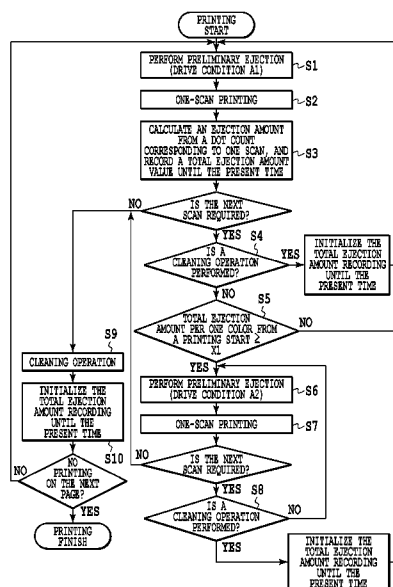 PRINTING
START
PERFORM PRELIMINARY EJECTION
(DRIVE CONDITION A1)
S1
ONE-SCAN PRINTING
S2
CALCULATE AN EJECTION AMOUNT
FROM A DOT COUNT
CORRESPONDING TO ONE SCAN, AND
RECORD A TOTAL EJECTION AMOUNT
VALUE UNTIL THE PRESENT TIME
S3
NO
IS THE NEXT
SCAN REQUIRED?
YES
S4
IS A
CLEANING OPERATION
PERFORMED?
YES
INITIALIZE THE
TOTAL EJECTION
AMOUNT RECORDING
UNTIL
THE PRESENT TIME
NO
S5
TOTAL EJECTION
AMOUNT PER ONE COLOR FROM
A PRINTING START ≥
X1
NO
YES
S9
CLEANING OPERATION
INITIALIZE THE
TOTAL EJECTION
AMOUNT RECORDING
UNTIL
THE PRESENT TIME
S10
NO
NO
PRINTING
ON THE NEXT
PAGE?
YES
PRINTING
FINISH
PERFORM PRELIMINARY EJECTION
(DRIVE CONDITION A2)
S6
ONE-SCAN PRINTING
S7
NO
IS THE NEXT
SCAN REQUIRED?
YES
S8
IS A
CLEANING OPERATION
PERFORMED?
NO
YES
INITIALIZE THE
TOTAL EJECTION
AMOUNT RECORDING
UNTIL
THE PRESENT TIME